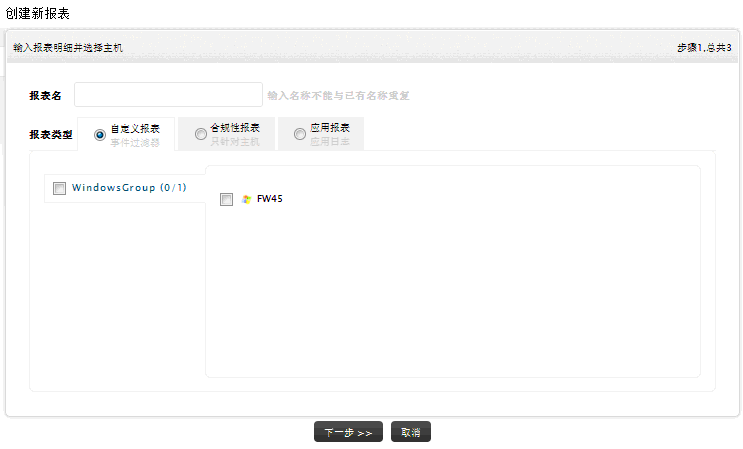 创建新报表
输入报表明细并选择主机 步骤1,总共3
报表名 输入名称不能与已有名称重复
报表类型 自定义报表 合规性报表 应用报表
事件过滤器 只针对主机 应用日志
WindowsGroup (0/1)
FW45
下一步 >> 取消